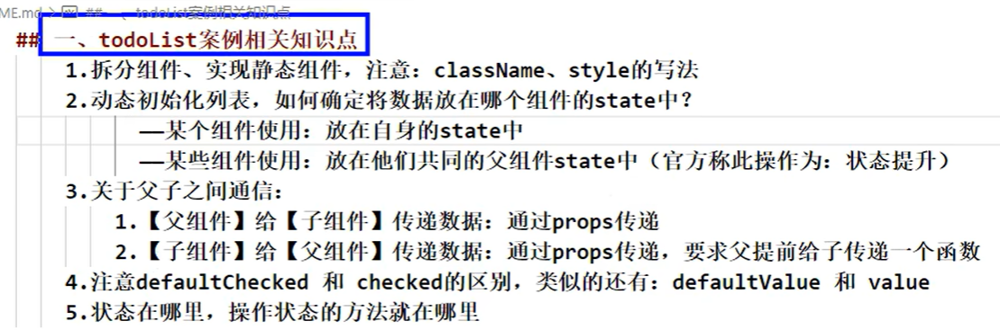 ME.md > ## 一、todoList案例相关知识点
## 一、todoList案例相关知识点
1.拆分组件、实现静态组件，注意：className、style的写法
2.动态初始化列表，如何确定将数据放在哪个组件的state中？
——某个组件使用：放在自身的state中
——某些组件使用：放在他们共同的父组件state中（官方称此操作为：状态提升）
3.关于父子之间通信：
1.【父组件】给【子组件】传递数据：通过props传递
2.【子组件】给【父组件】传递数据：通过props传递，要求父提前给子传递一个函数
4.注意defaultChecked 和 checked的区别，类似的还有：defaultValue 和 value
5.状态在哪里，操作状态的方法就在哪里